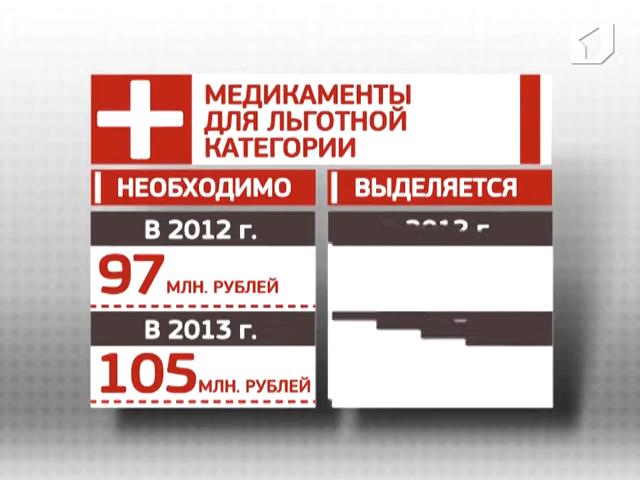 МЕДИКАМЕНТЫ
ДЛЯ ЛЬГОТНОЙ
КАТЕГОРИИ
НЕОБХОДИМО
ВЫДЕЛЯЕТСЯ
В 2012 г.
97 МЛН. РУБЛЕЙ
В 2013 г.
105 МЛН. РУБЛЕЙ